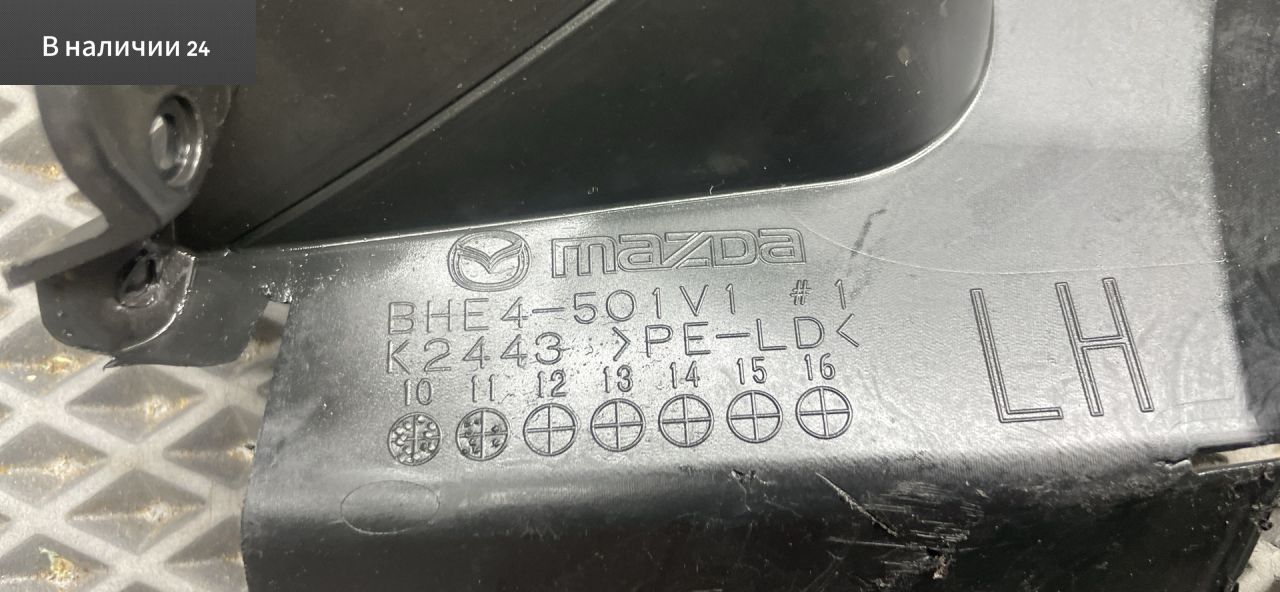 В наличии 24
mazda
BHE4-501V1 #1
K2443 >PE-LD<
10 11 12 13 14 15 16
LH